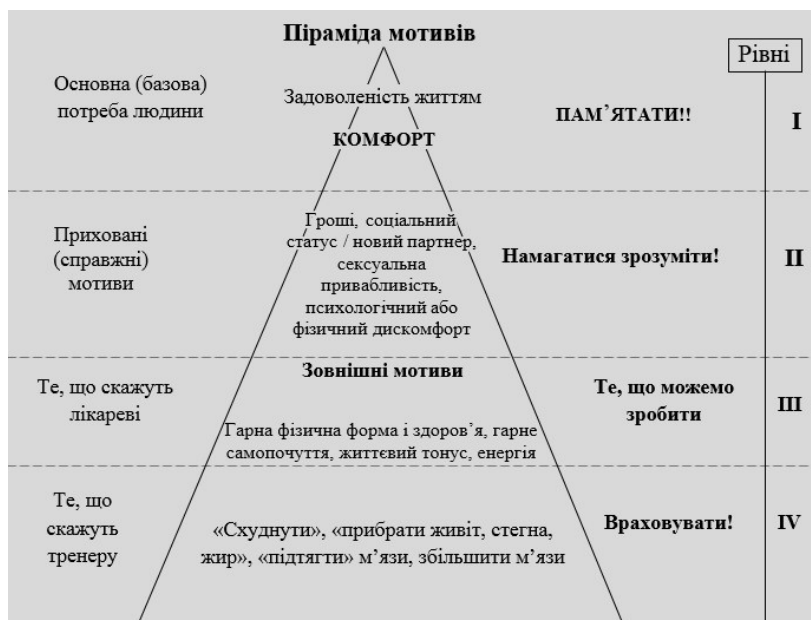 Піраміда мотивів
Рівні
Основна (базова)
потреба людини
Задоволеність життям
КОМФОРТ
ПАМ’ЯТАТИ!!
I
Приховані
(справжні)
мотиви
Гроші, соціальний
статус / новий партнер,
сексуальна
привабливість,
психологічний або
фізичний дискомфорт
Намагатися зрозуміти!
II
Те, що скажуть
лікареві
Зовнішні мотиви
Гарна фізична форма і здоров’я, гарне
самопочуття, життєвий тонус, енергія
Те, що можемо
зробити
III
Те, що
скажуть
тренеру
«Схуднути», «прибрати живіт, стегна,
жир», «підтягти» м’язи, збільшити м’язи
Враховувати!
IV